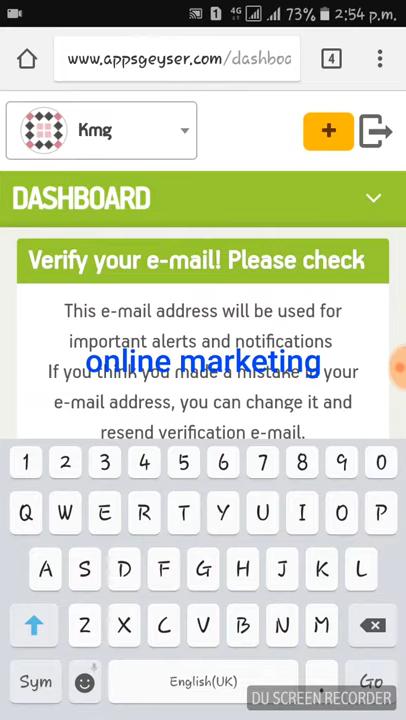 1 4G 73% 2:54 p.m.
www.appsgeyser.com/dashboa 4
Kmg +
DASHBOARD
Verify your e-mail! Please check
This e-mail address will be used for
important alerts and notifications
online marketing
If you think you made a mistake in your
e-mail address, you can change it and
resend verification e-mail.
1 2 3 4 5 6 7 8 9 0
Q W E R T Y U I O P
A S D F G H J K L
Z X C V B N M
Sym English(UK) . Go
DU SCREEN RECORDER